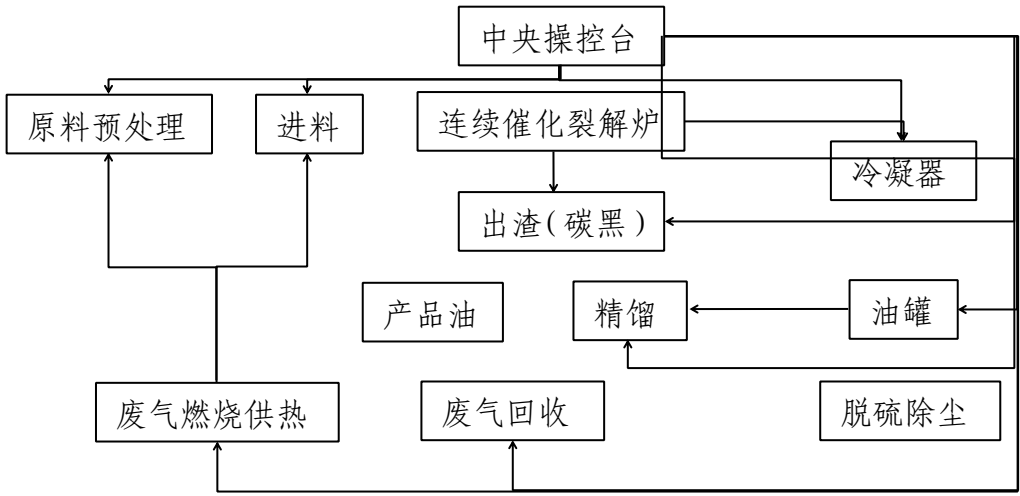 中央操控台
原料预处理
进料
连续催化裂解炉
冷凝器
出渣(碳黑)
产品油
精馏
油罐
废气燃烧供热
废气回收
脱硫除尘